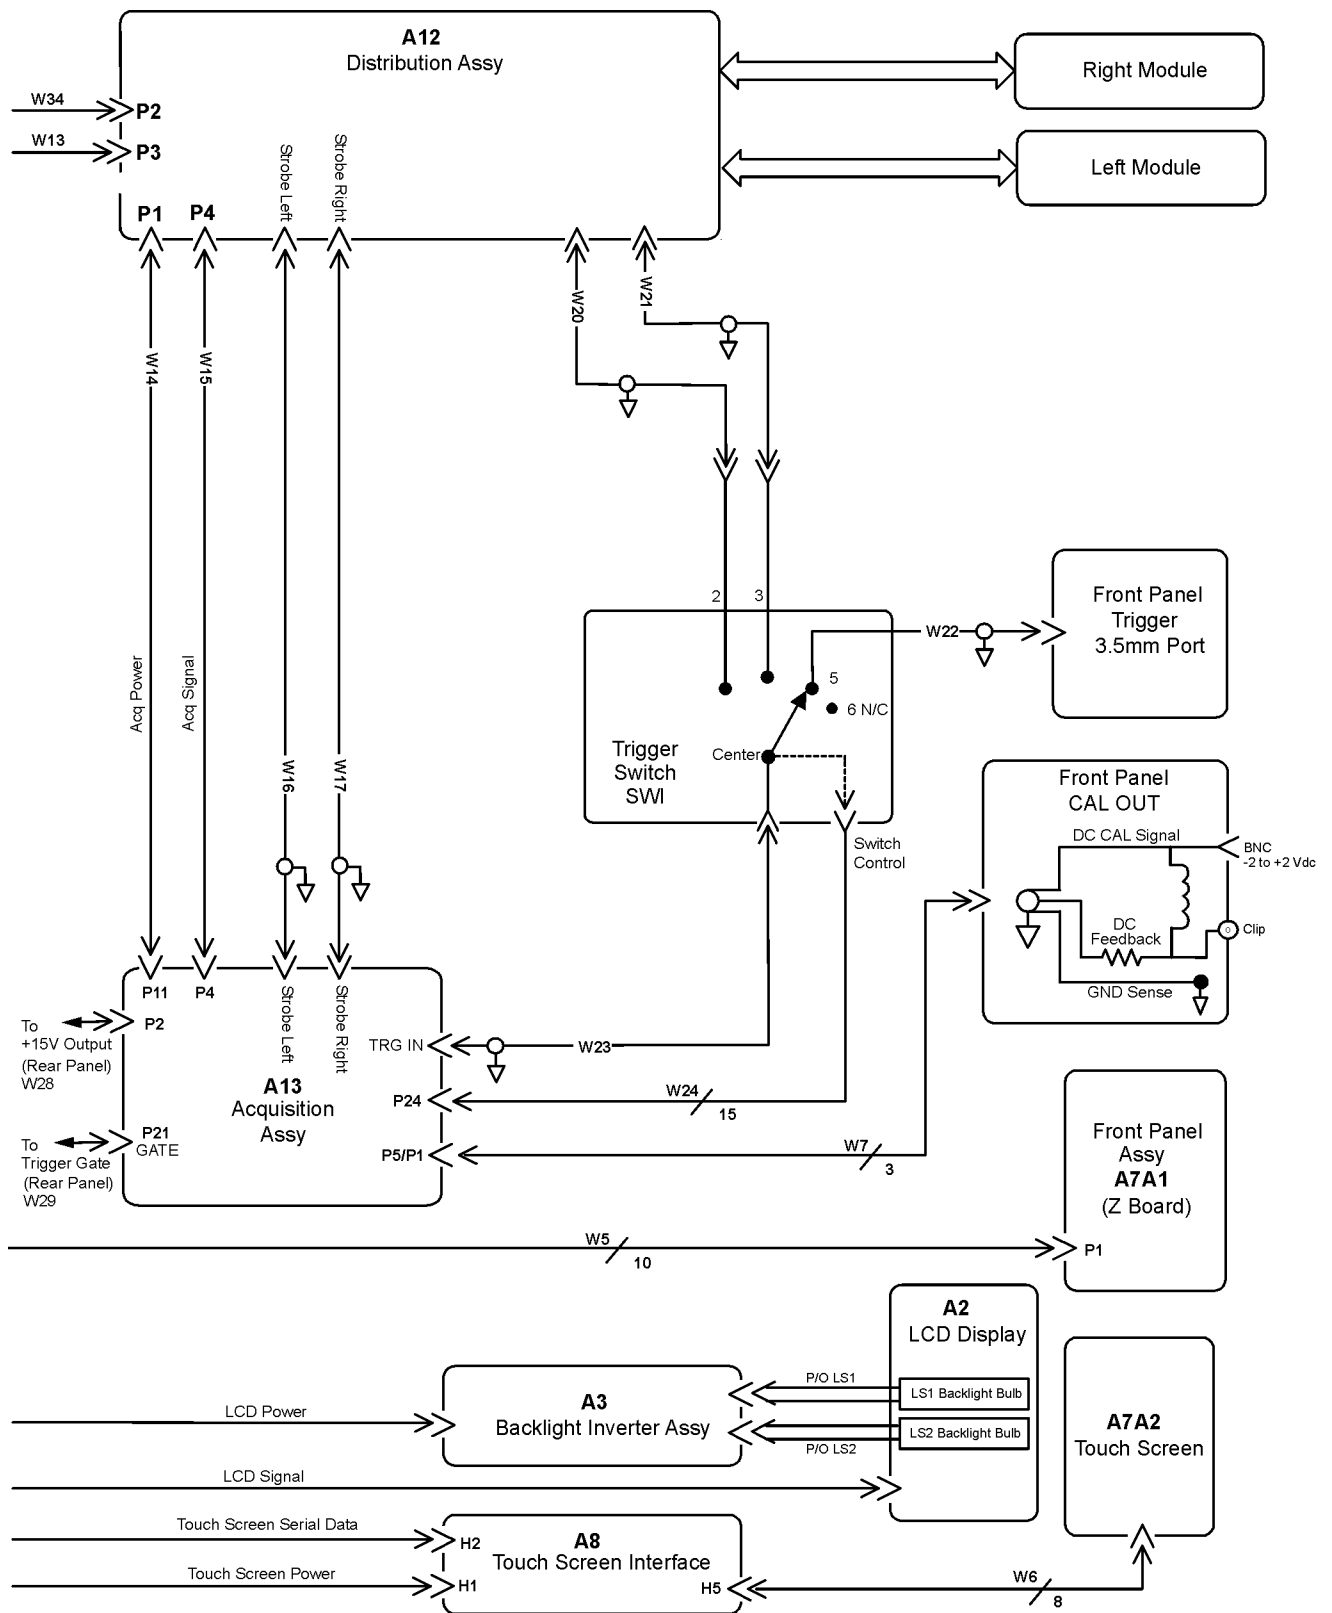 A12
Distribution Assy
Right Module
Left Module
W34
P2
W13
P3
Strobe Left
Strobe Right
P1
P4
W20
W21
W14
W15
Acq Power
Acq Signal
W16
W17
2
3
5
6 N/C
Center
Trigger
Switch
SWI
Switch
Control
W22
Front Panel
Trigger
3.5mm Port
Front Panel
CAL OUT
DC CAL Signal
BNC
-2 to +2 Vdc
DC
Feedback
Clip
GND Sense
P11
P4
Strobe Left
Strobe Right
P2
To
+15V Output
(Rear Panel)
W28
TRG IN
W23
A13
Acquisition
Assy
P24
W24
15
P21
GATE
To
Trigger Gate
(Rear Panel)
W29
P5/P1
W7
3
Front Panel
Assy
A7A1
(Z Board)
P1
W5
10
A2
LCD Display
P/O LS1
LS1 Backlight Bulb
P/O LS2
LS2 Backlight Bulb
A3
Backlight Inverter Assy
LCD Power
LCD Signal
A7A2
Touch Screen
Touch Screen Serial Data
H2
A8
Touch Screen Interface
Touch Screen Power
H1
H5
W6
8